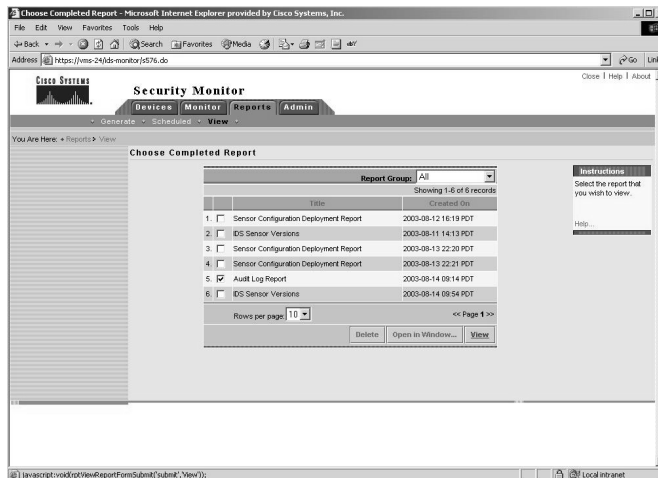 Choose Completed Report - Microsoft Internet Explorer provided by Cisco Systems, Inc.
File Edit View Favorites Tools Help
Back Search Favorites Media
Address https://vms-24/ids-monitor/s576.do Go
Close | Help | About
CISCO SYSTEMS
Security Monitor
Devices Monitor Reports Admin
Generate Scheduled View
You Are Here: Reports > View
Choose Completed Report
Report Group: All
Showing 1-6 of 6 records
Title Created On
1. Sensor Configuration Deployment Report 2003-08-12 16:19 PDT
2. IDS Sensor Versions 2003-08-11 14:13 PDT
3. Sensor Configuration Deployment Report 2003-08-13 22:20 PDT
4. Sensor Configuration Deployment Report 2003-08-13 22:21 PDT
5. Audit Log Report 2003-08-14 09:14 PDT
6. IDS Sensor Versions 2003-08-14 09:54 PDT
Rows per page: 10 << Page 1 >>
Delete Open in Window... View
Instructions
Select the report that
you wish to view.
Help...
javascript:void(rptViewReportFormSubmit('submit','View')); Local intranet